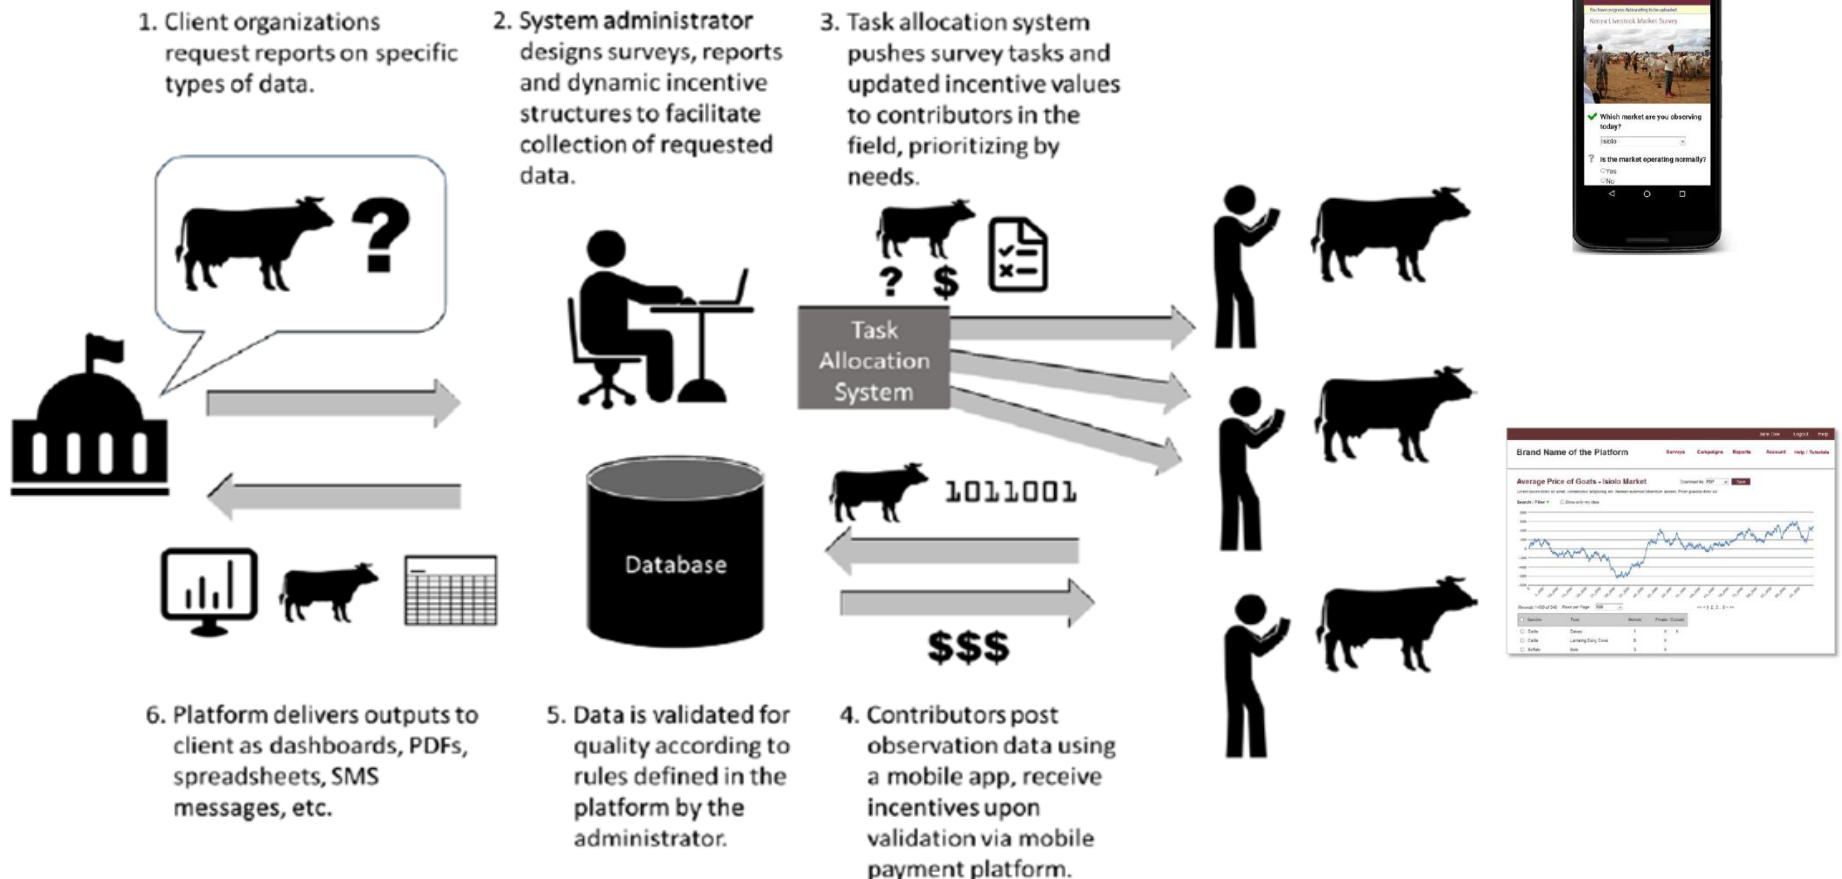 1. Client organizations
request reports on specific
types of data.
2. System administrator
designs surveys, reports
and dynamic incentive
structures to facilitate
collection of requested
data.
3. Task allocation system
pushes survey tasks and
updated incentive values
to contributors in the
field, prioritizing by
needs.
?
? $
Task
Allocation
System
1011001
Database
$$$
6. Platform delivers outputs to
client as dashboards, PDFs,
spreadsheets, SMS
messages, etc.
5. Data is validated for
quality according to
rules defined in the
platform by the
administrator.
4. Contributors post
observation data using
a mobile app, receive
incentives upon
validation via mobile
payment platform.
Kenya Livestock Market Survey
Which market are you observing
today?
Isiolo
? Is the market operating normally?
Yes
No
Logout Help
Brand Name of the Platform
Surveys Campaigns Reports Account Help / Tutorials
Average Price of Goats - Isiolo Market
Search / Filter